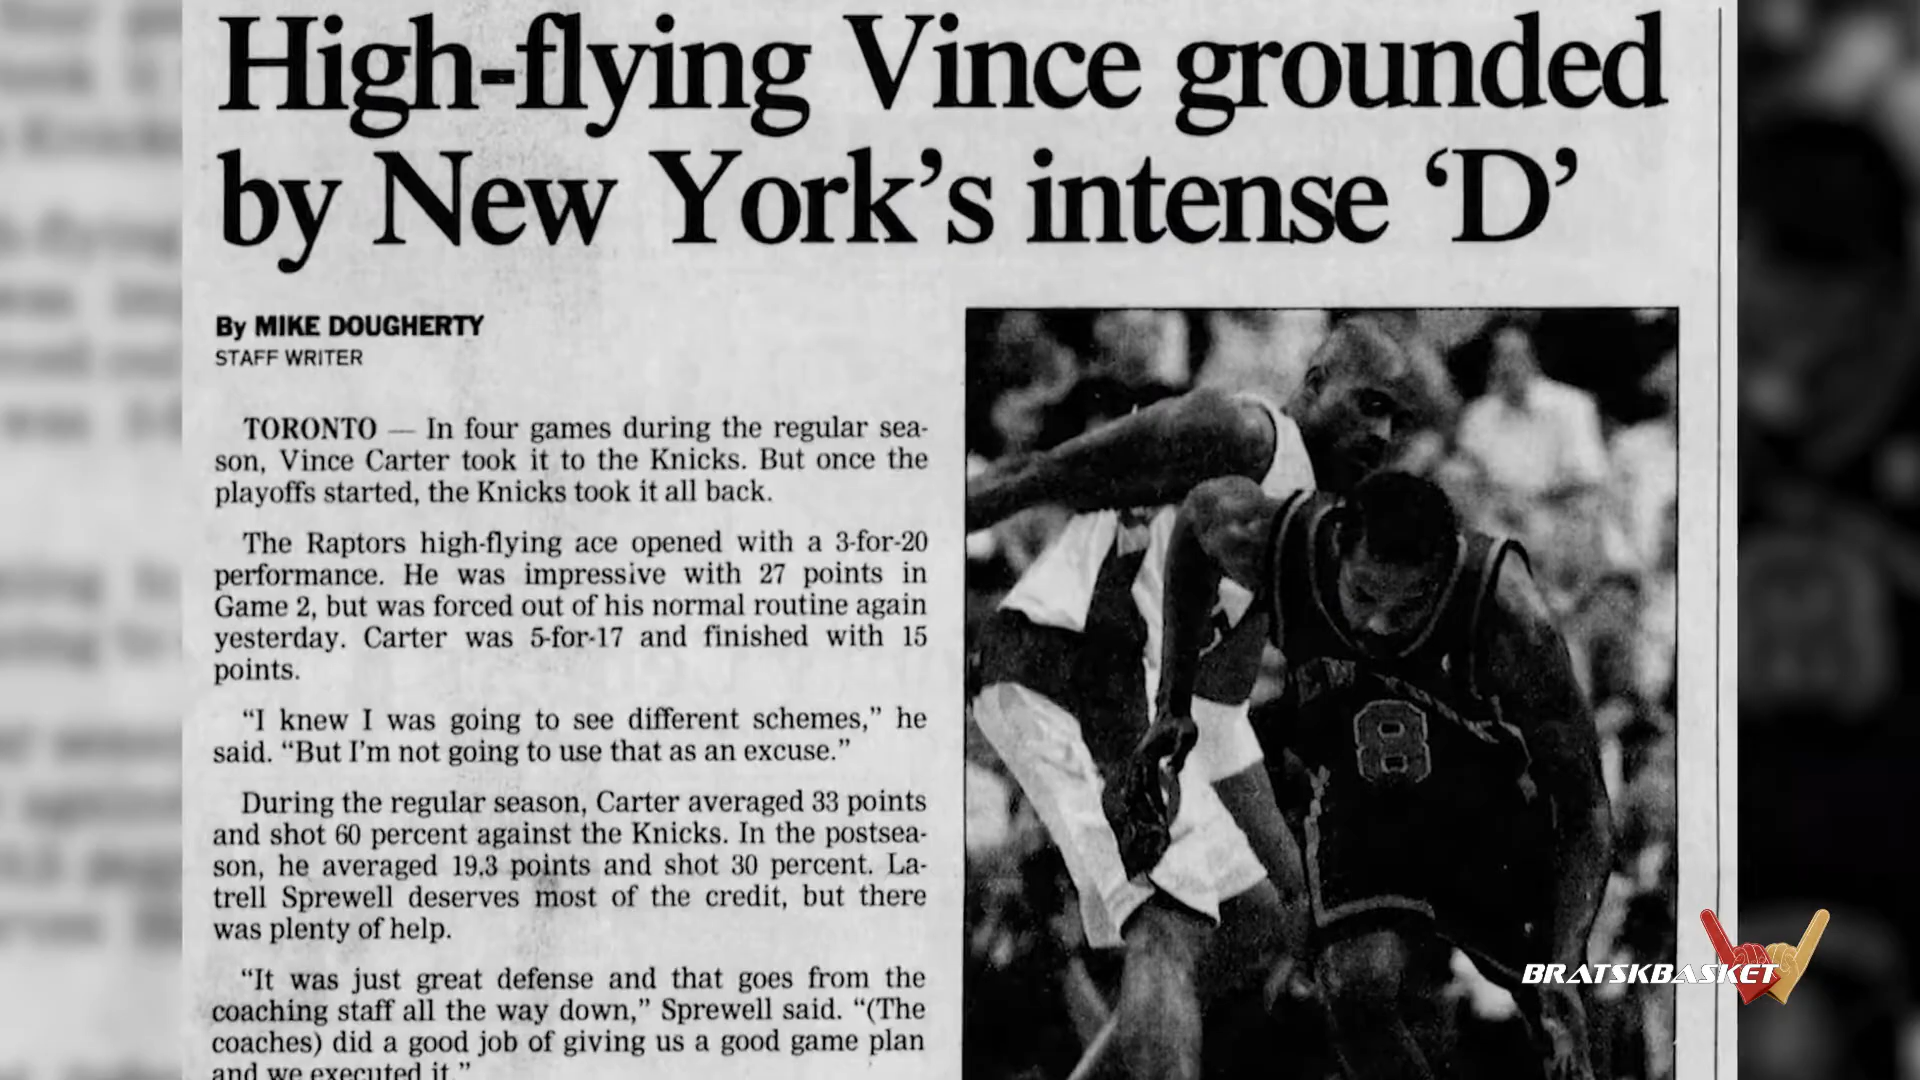 High-flying Vince grounded
by New York’s intense ‘D’
By MIKE DOUGHERTY
STAFF WRITER
TORONTO — In four games during the regular sea-
son, Vince Carter took it to the Knicks. But once the
playoffs started, the Knicks took it all back.
The Raptors high-flying ace opened with a 3-for-20
performance. He was impressive with 27 points in
Game 2, but was forced out of his normal routine again
yesterday. Carter was 5-for-17 and finished with 15
points.
“I knew I was going to see different schemes,” he
said. “But I’m not going to use that as an excuse.”
During the regular season, Carter averaged 33 points
and shot 60 percent against the Knicks. In the postsea-
son, he averaged 19.3 points and shot 30 percent. La-
trell Sprewell deserves most of the credit, but there
was plenty of help.
“It was just great defense and that goes from the
coaching staff all the way down,” Sprewell said. “(The
coaches) did a good job of giving us a good game plan
and we executed it.”
8
BRATSKBASKET